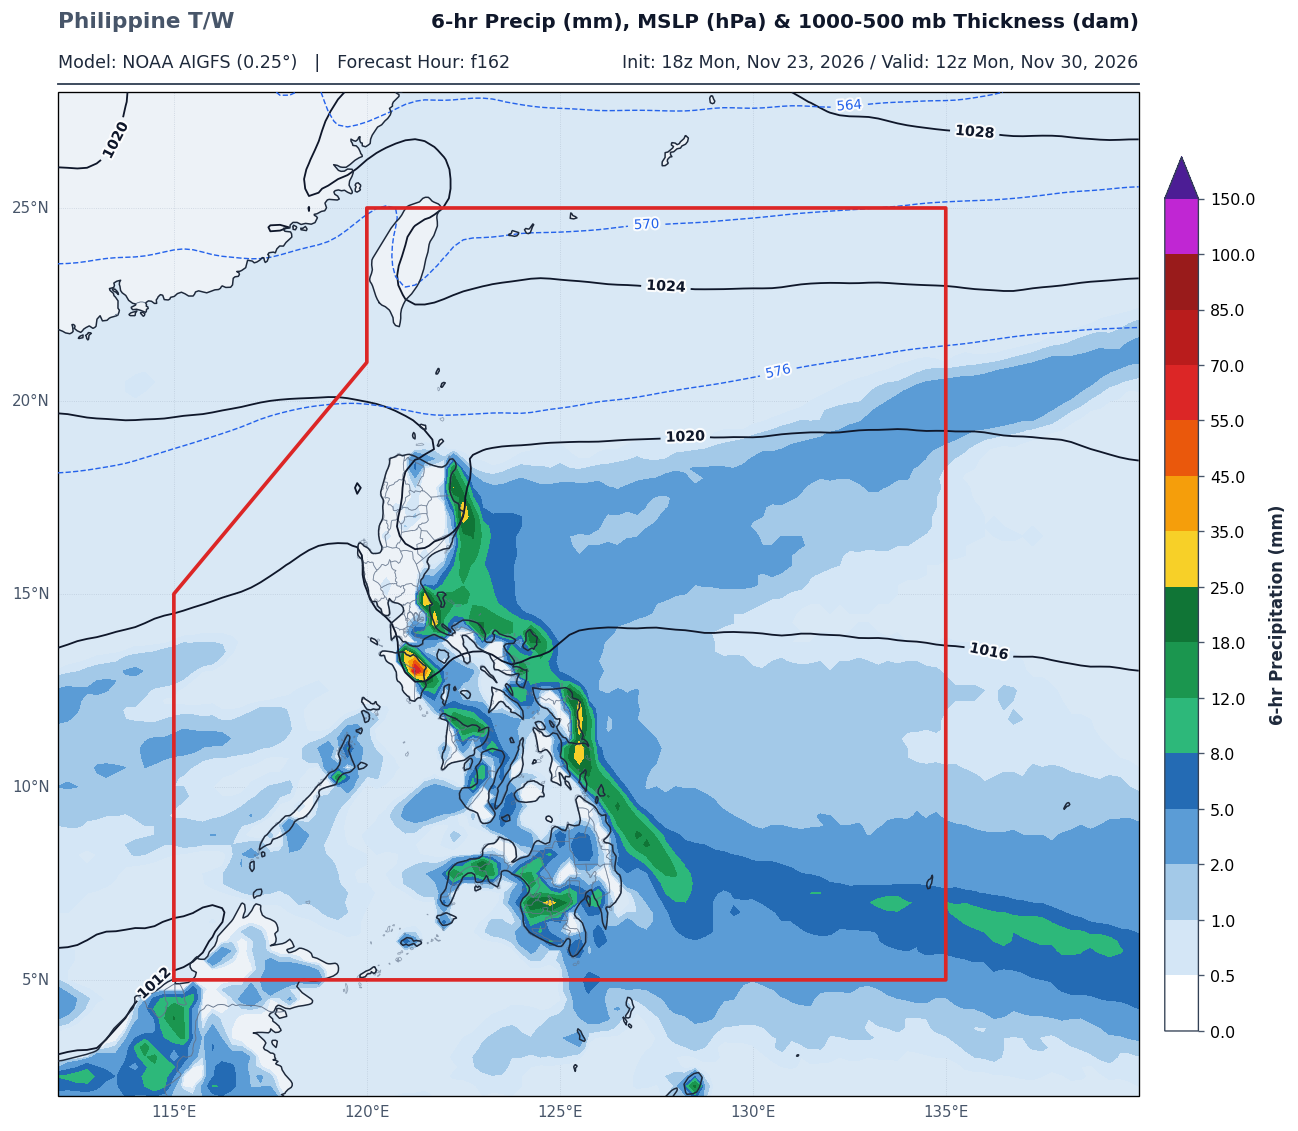 Philippine T/W
6-hr Precip (mm), MSLP (hPa) & 1000-500 mb Thickness (dam)
Model: NOAA AIGFS (0.25°) | Forecast Hour: f162
Init: 18z Mon, Nov 23, 2026 / Valid: 12z Mon, Nov 30, 2026
1020
564
1028
570
1024
576
1020
1016
1012
25°N
20°N
15°N
10°N
5°N
115°E
120°E
125°E
130°E
135°E
150.0
100.0
85.0
70.0
55.0
45.0
35.0
25.0
18.0
12.0
8.0
5.0
2.0
1.0
0.5
0.0
6-hr Precipitation (mm)